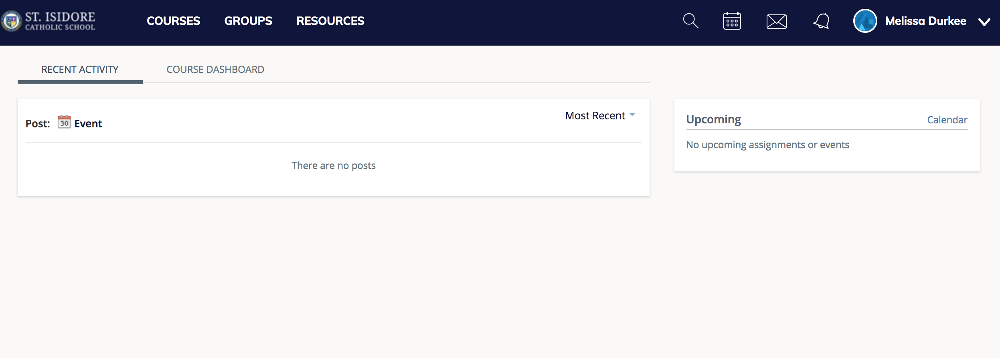 ST. ISIDORE
CATHOLIC SCHOOL
COURSES
GROUPS
RESOURCES
Melissa Durkee
RECENT ACTIVITY
COURSE DASHBOARD
Post:
30
Event
Most Recent
There are no posts
Upcoming
Calendar
No upcoming assignments or events